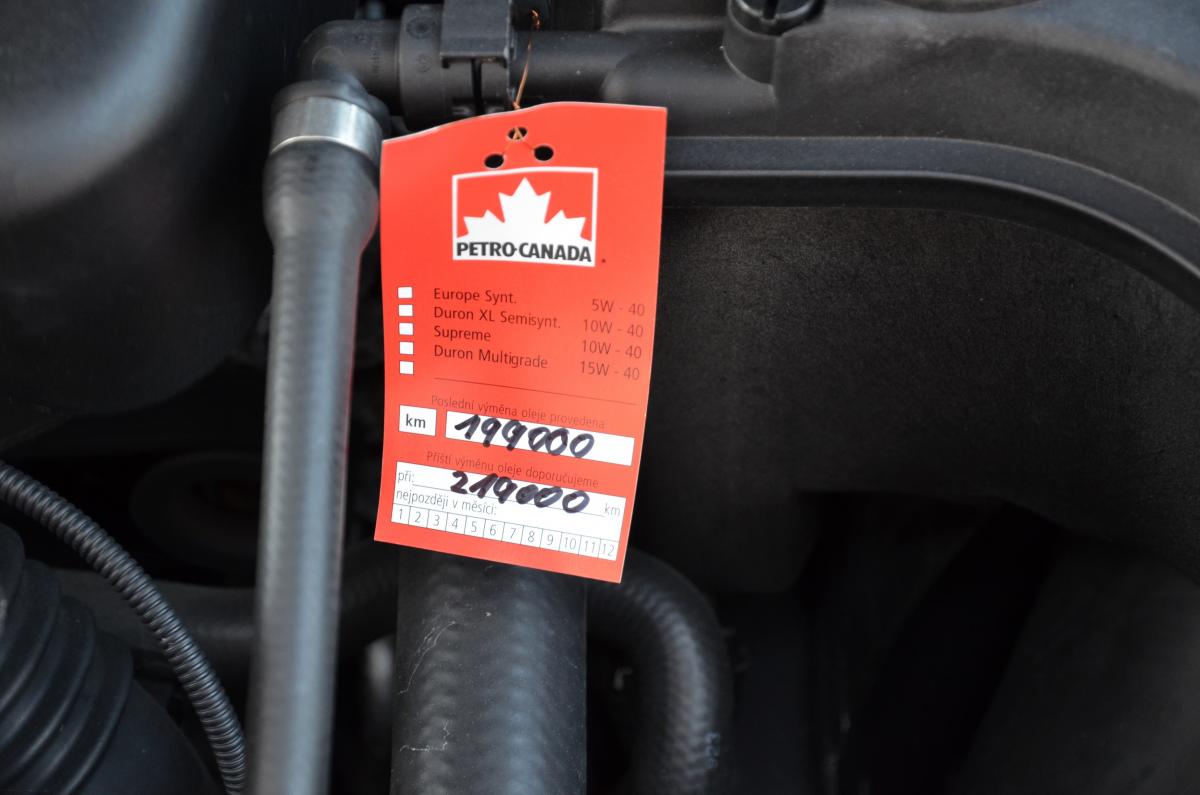 PETRO-CANADA
Europe Synt. 5W - 40
Duron XL Semisynt. 10W - 40
Supreme 10W - 40
Duron Multigrade 15W - 40
Poslední výměna oleje provedena
km 199000
Příští výměnu oleje doporučujeme
při: 219000 km
nejpozději v měsíci:
1 2 3 4 5 6 7 8 9 10 11 12